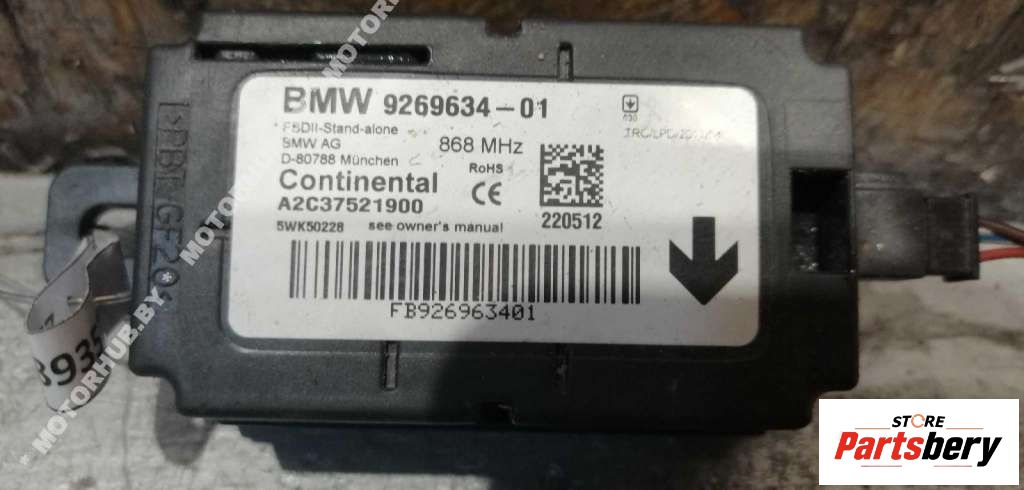 BMW 9269634-01
FBDII-Stand-alone
BMW AG
D-80788 München
868 MHz
RoHS
CE
Continental
A2C37521900
220512
5WK50228 see owner's manual
FB926963401
MOTORHUB.BY
STORE
Partsbery